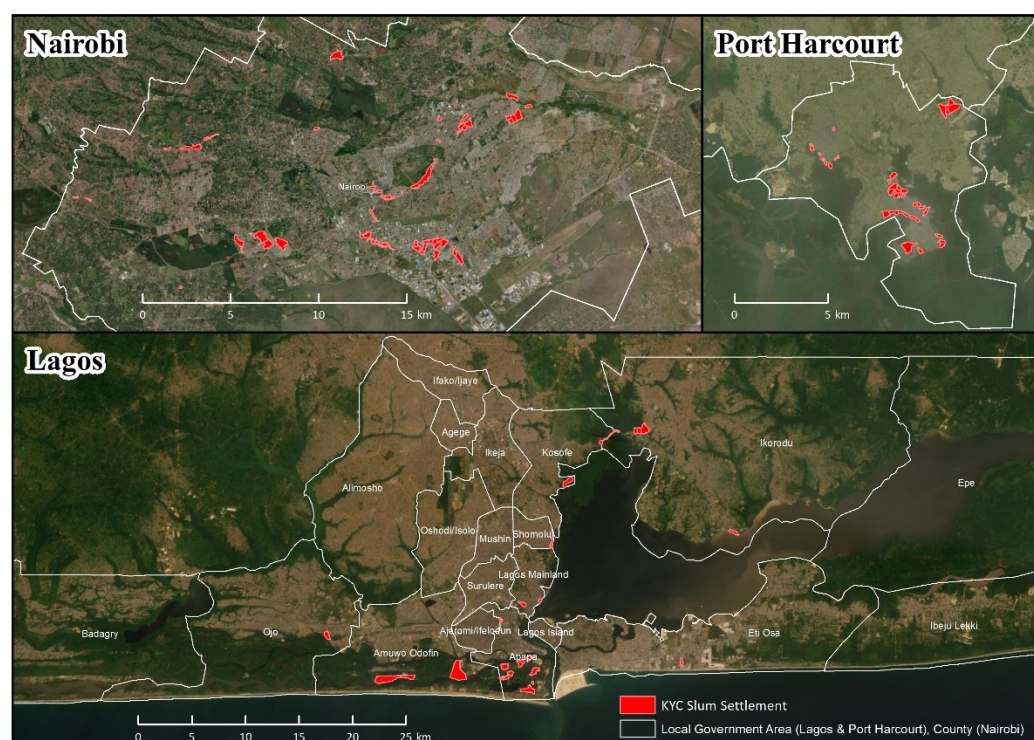 Nairobi
Port Harcourt
Nairobi
0 5 10 15 km
0 5 km
Lagos
Ifako/Ijaye
Agege
Ikeja
Kosofe
Ikorodu
Epe
Alimosho
Oshodi/Isolo
Mushin
Shomolu
Lagos Mainland
Surulere
Badagry
Ojo
Ajeromi/Ifelodun
Lagos Island
Eti Osa
Ibeju Lekki
Amuwo Odofin
Apapa
0 5 10 15 20 25 km
KYC Slum Settlement
Local Government Area (Lagos & Port Harcourt), County (Nairobi)